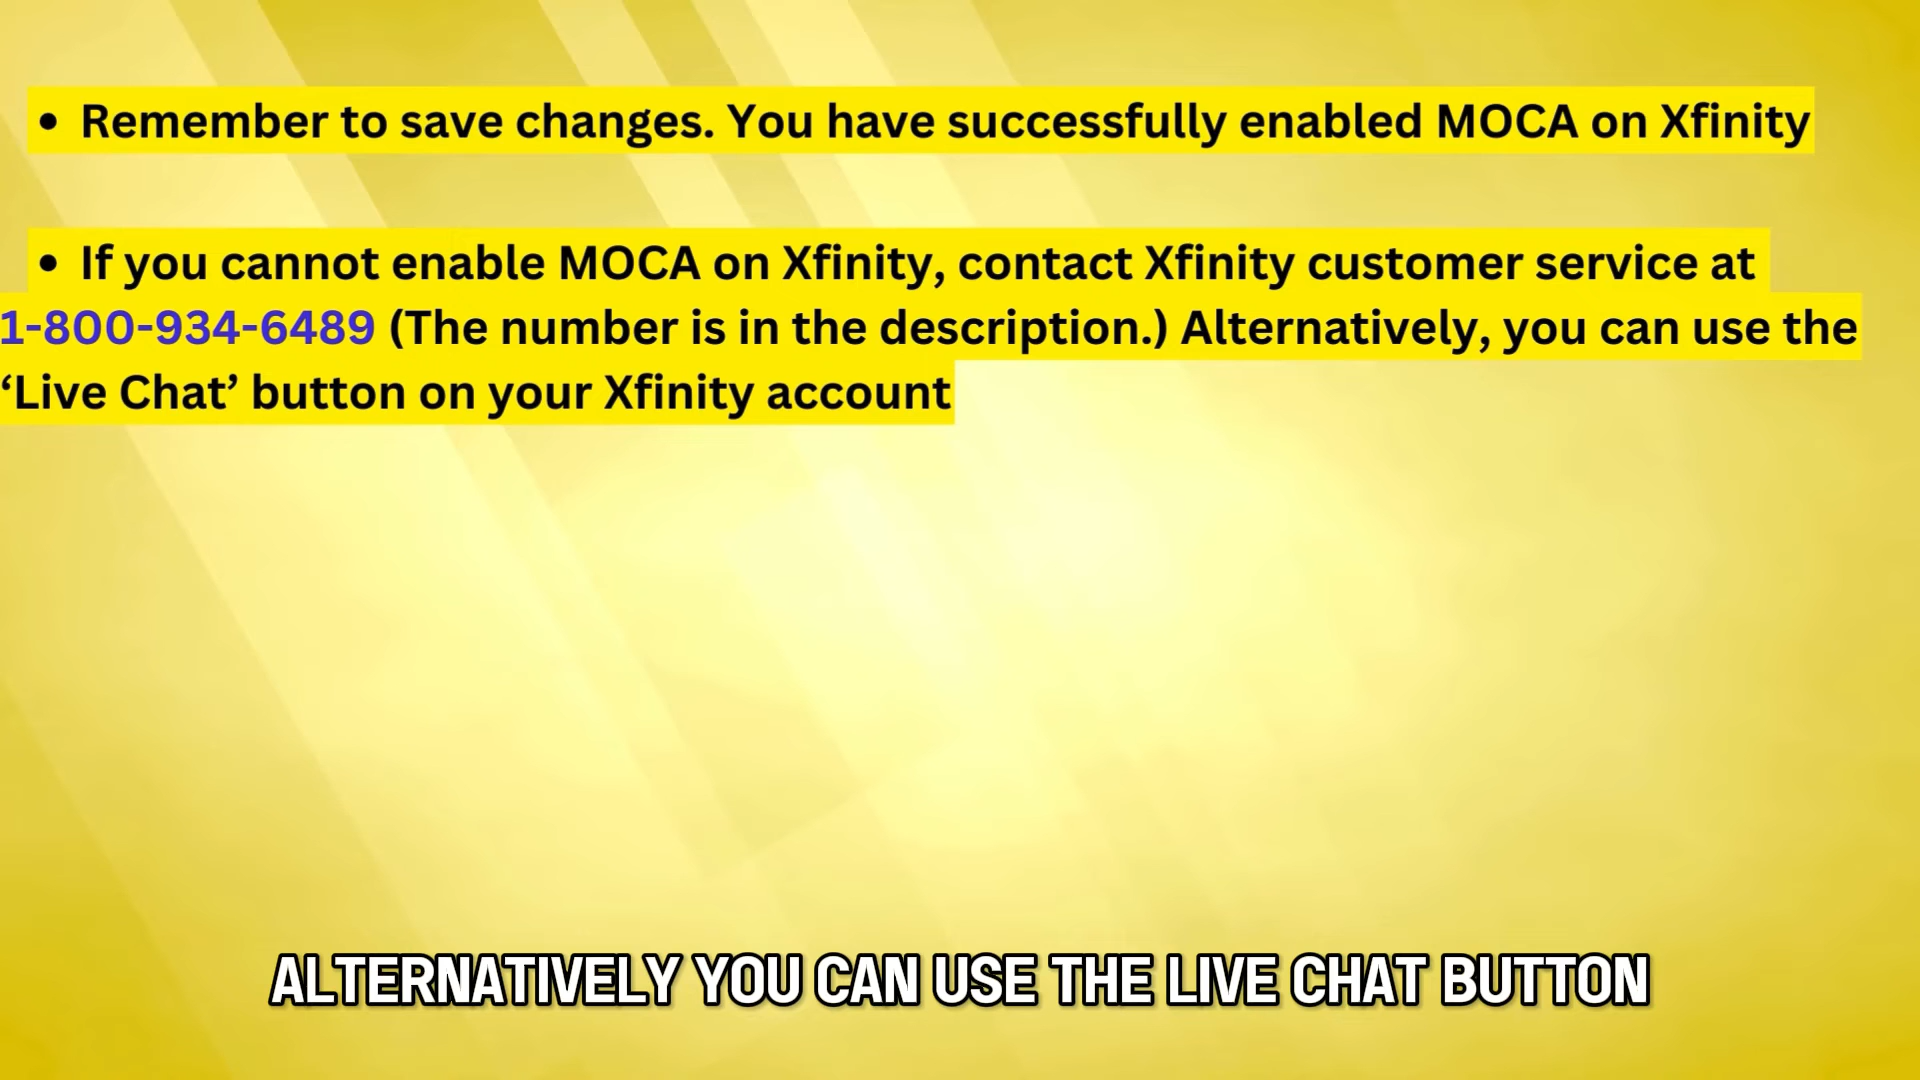 • Remember to save changes. You have successfully enabled MOCA on Xfinity
• If you cannot enable MOCA on Xfinity, contact Xfinity customer service at
1-800-934-6489 (The number is in the description.) Alternatively, you can use the
‘Live Chat’ button on your Xfinity account
ALTERNATIVELY YOU CAN USE THE LIVE CHAT BUTTON